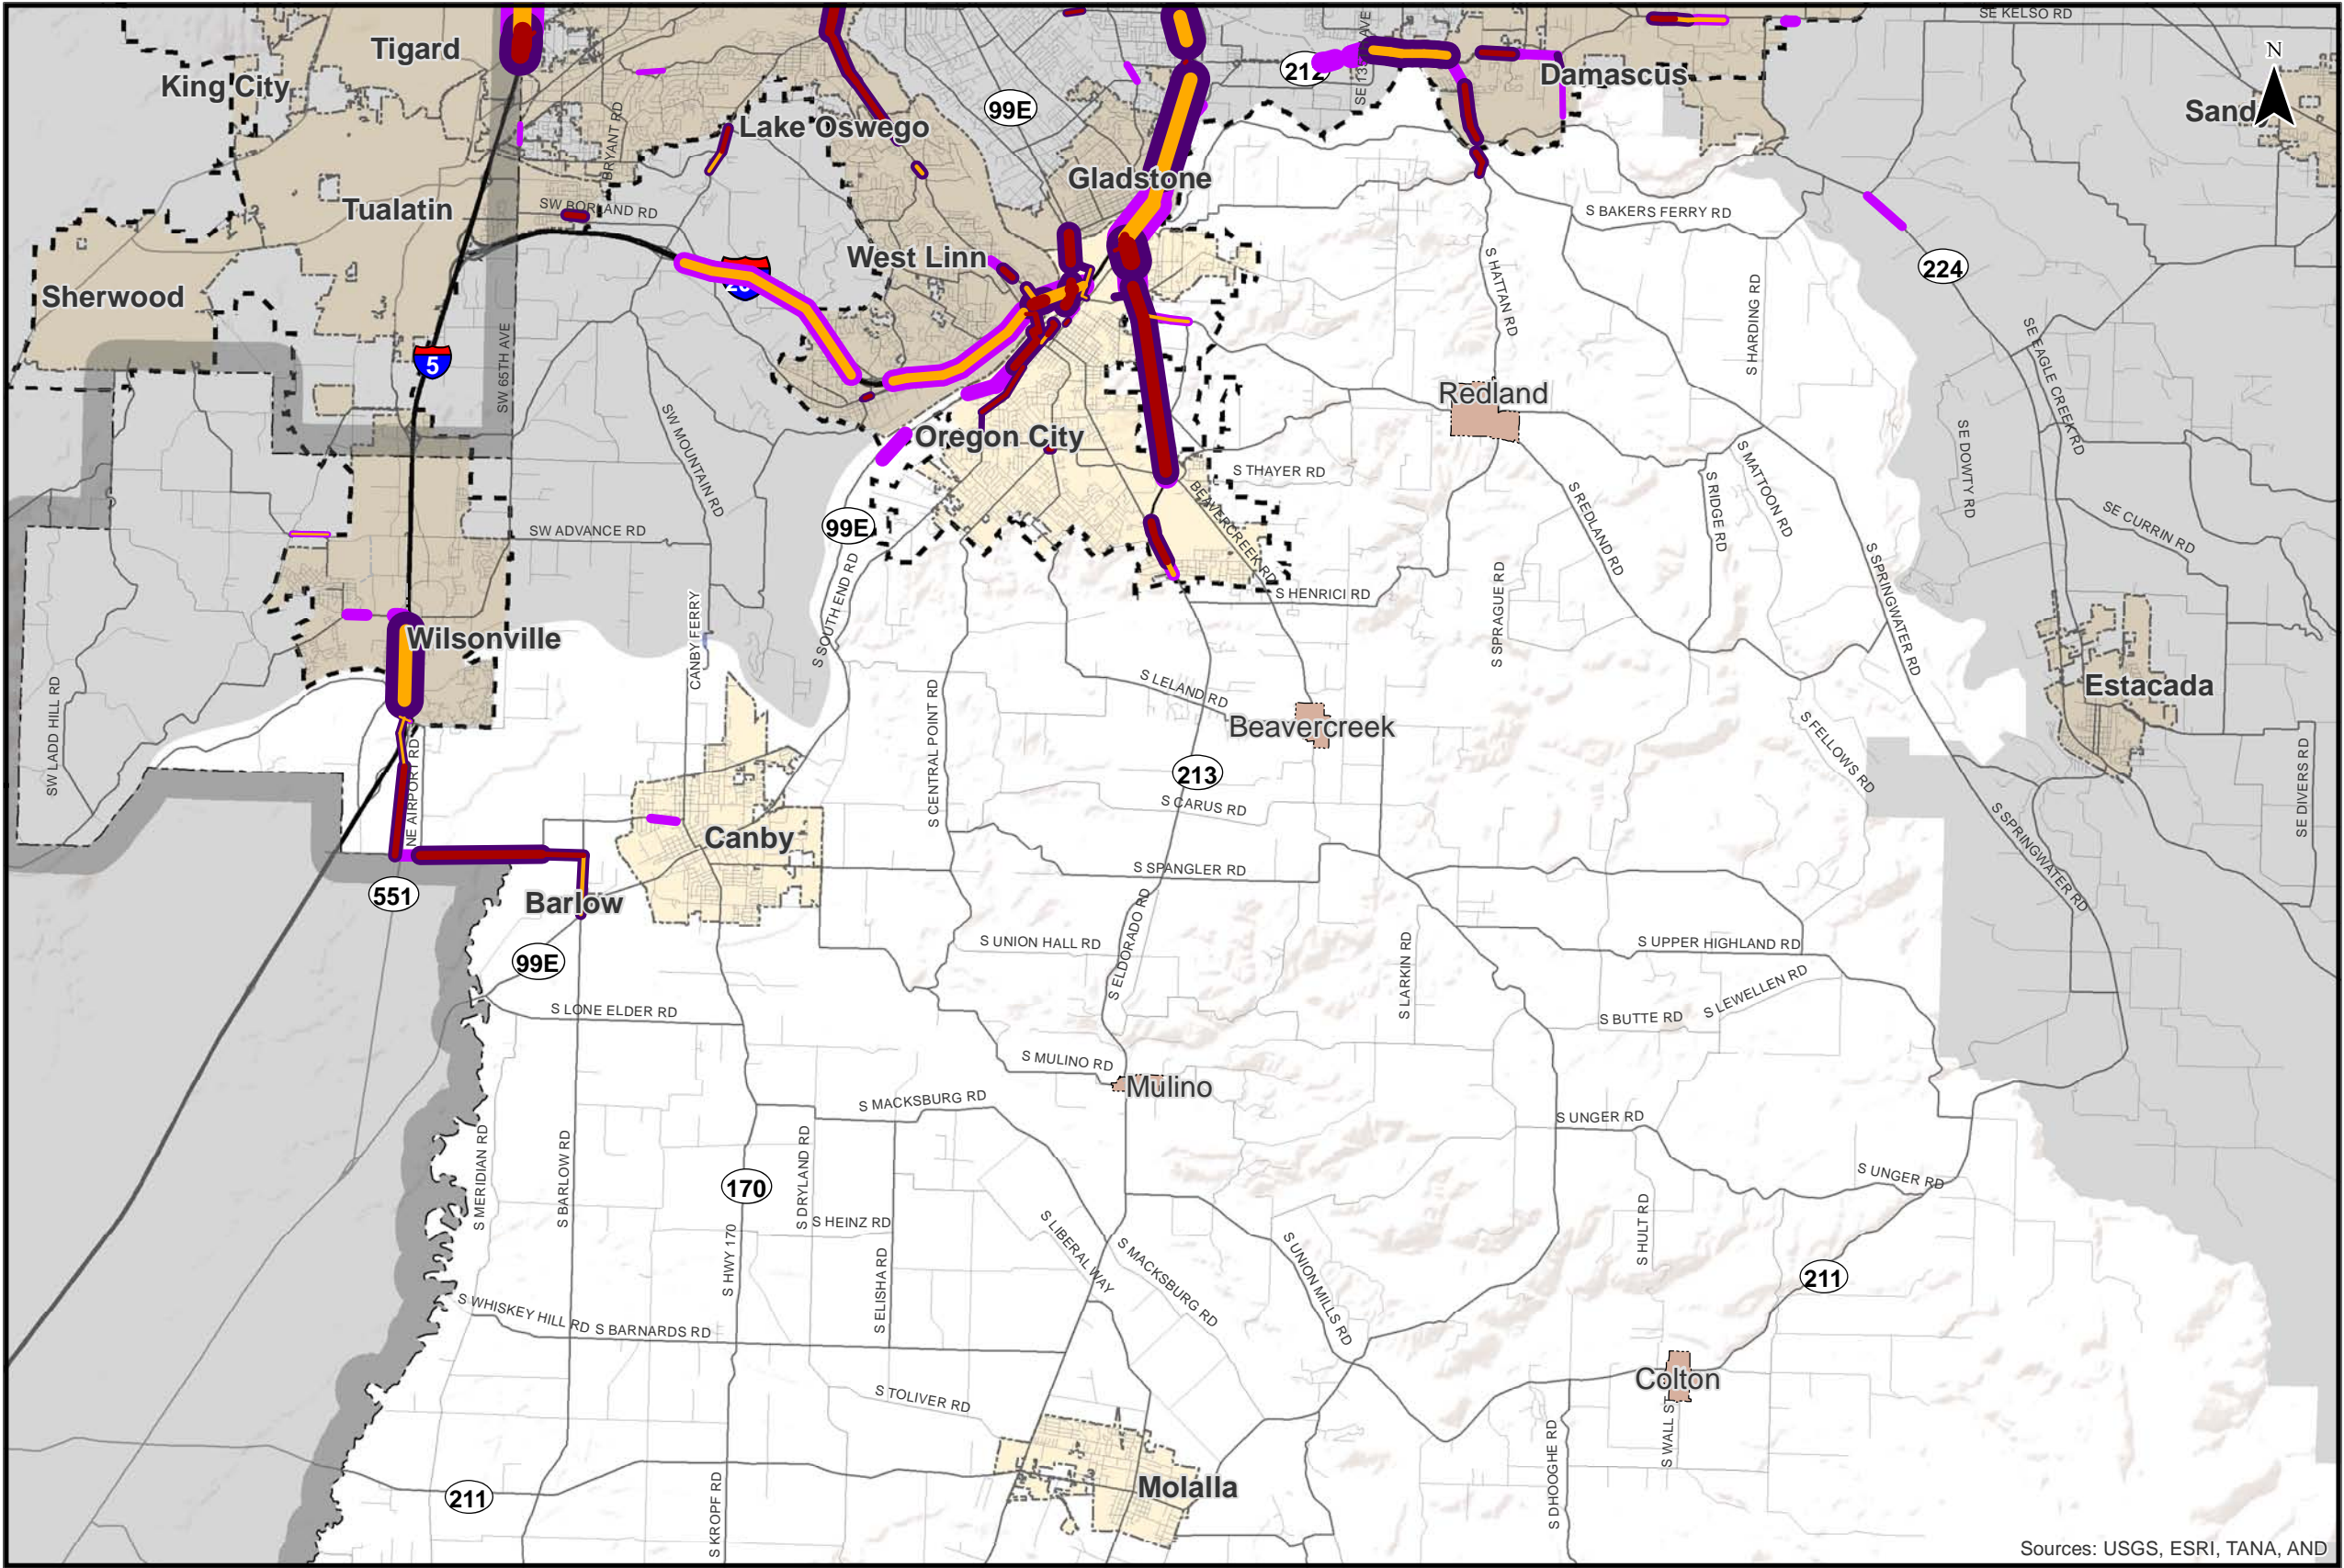 SE KELSO RD
Tigard
N
King City
212
SE 135TH AVE
Damascus
99E
Lake Oswego
BRYANT RD
Gladstone
Tualatin
SW BORLAND RD
S BAKERS FERRY RD
West Linn
224
Sherwood
S HATTAN RD
S HARDING RD
5
SW 65TH AVE
SE EAGLE CREEK RD
Redland
SW MOUNTAIN RD
Oregon City
S THAYER RD
SE DOWTY RD
S MATTOON RD
S RIDGE RD
BEAVERCREEK RD
S REDLAND RD
99E
SW ADVANCE RD
SE CURRIN RD
S SPRINGWATER RD
S HENRICI RD
S SPRAGUE RD
S SOUTH END RD
CANBY FERRY
Wilsonville
S LELAND RD
Estacada
SW LADD HILL RD
Beavercreek
S CENTRAL POINT RD
S FELLOWS RD
213
NE AIRPORT RD
SE DIVERS RD
S CARUS RD
Canby
S SPRINGWATER RD
S SPANGLER RD
551
Barlow
S ELDORADO RD
S UNION HALL RD
S UPPER HIGHLAND RD
99E
S LARKIN RD
S LEWELLEN RD
S LONE ELDER RD
S BUTTE RD
S MULINO RD
Mulino
S MACKSBURG RD
S UNGER RD
S MERIDIAN RD
S BARLOW RD
170
S DRYLAND RD
S UNGER RD
S HEINZ RD
S HULT RD
S HWY 170
S ELISHA RD
S LIBERAL WAY
S MACKSBURG RD
S UNION MILLS RD
211
S WHISKEY HILL RD
S BARNARDS RD
Colton
S TOLIVER RD
S WALL ST
S DHOOGHE RD
Molalla
211
S KROPF RD
Sources: USGS, ESRI, TANA, AND